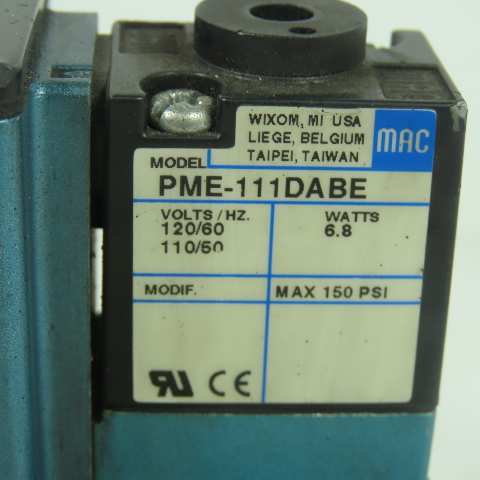 WIXOM, MI USA
LIEGE, BELGIUM
TAIPEI, TAIWAN
MAC
MODEL
PME-111DABE
VOLTS/HZ.
120/60
110/50
WATTS
6.8
MODIF.
MAX 150 PSI
RU CE